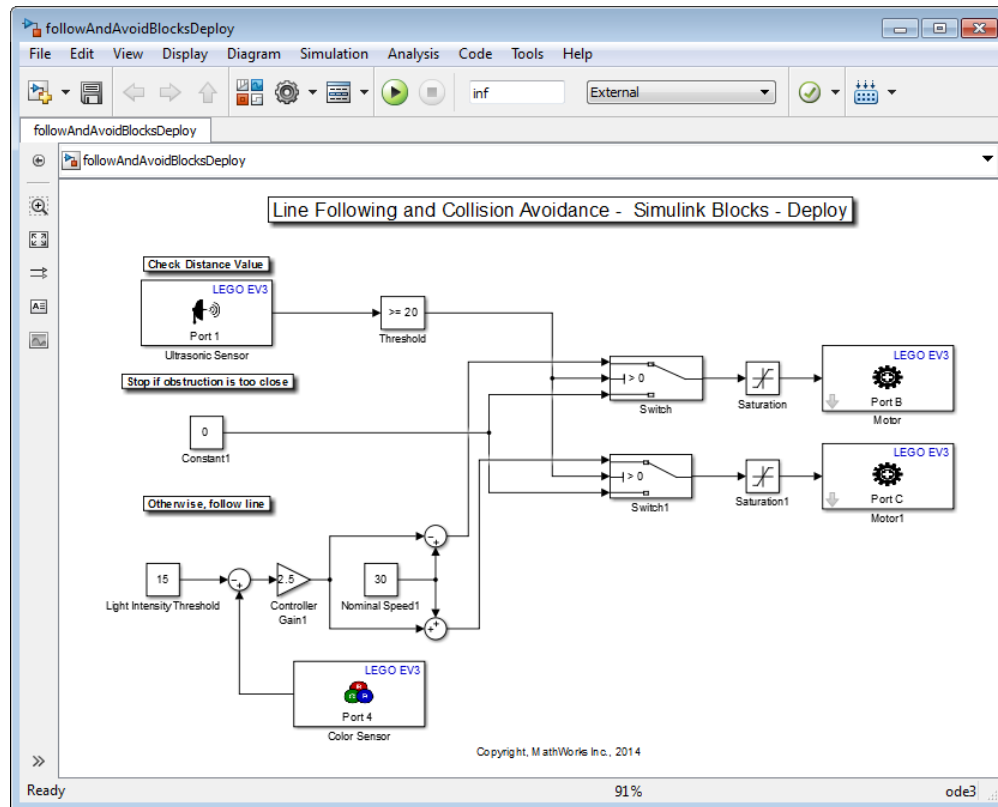 followAndAvoidBlocksDeploy
File Edit View Display Diagram Simulation Analysis Code Tools Help
inf
External
followAndAvoidBlocksDeploy
followAndAvoidBlocksDeploy
Line Following and Collision Avoidance - Simulink Blocks - Deploy
Check Distance Value
LEGO EV3
Port 1
Ultrasonic Sensor
>= 20
Threshold
Stop if obstruction is too close
0
Constant1
> 0
Switch
Saturation
LEGO EV3
Port B
Motor
> 0
Switch1
Saturation1
LEGO EV3
Port C
Motor1
Otherwise, follow line
15
Light Intensity Threshold
2.5
Controller
Gain1
30
Nominal Speed1
LEGO EV3
R
G
B
Port 4
Color Sensor
Copyright, MathWorks Inc., 2014
Ready
91%
ode3